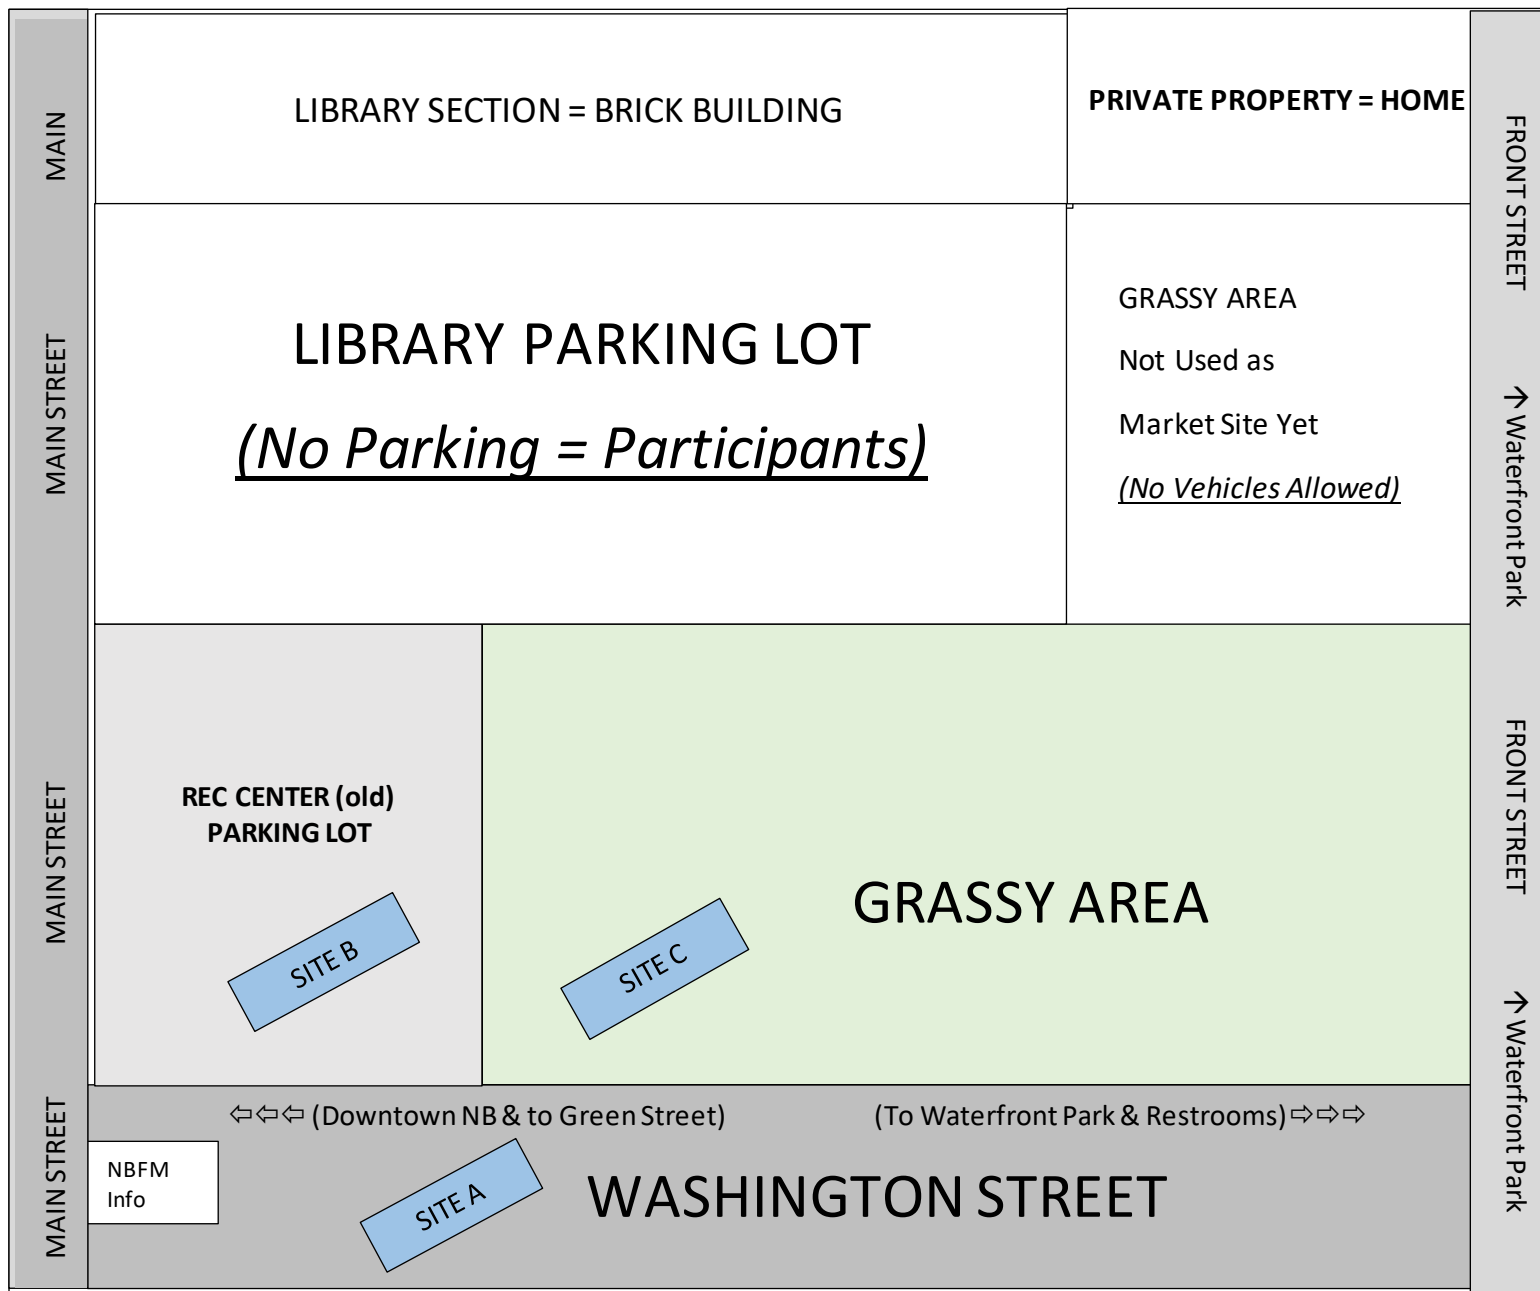 MAIN
LIBRARY SECTION = BRICK BUILDING
PRIVATE PROPERTY = HOME
FRONT STREET
MAIN STREET
LIBRARY PARKING LOT
(No Parking = Participants)
GRASSY AREA
Not Used as
Market Site Yet
(No Vehicles Allowed)
↑ Waterfront Park
MAIN STREET
REC CENTER (old)
PARKING LOT
SITE B
SITE C
GRASSY AREA
FRONT STREET
↑ Waterfront Park
MAIN STREET
⇦⇦⇦ (Downtown NB & to Green Street)
(To Waterfront Park & Restrooms) ⇨⇨⇨
NBFM
Info
SITE A
WASHINGTON STREET